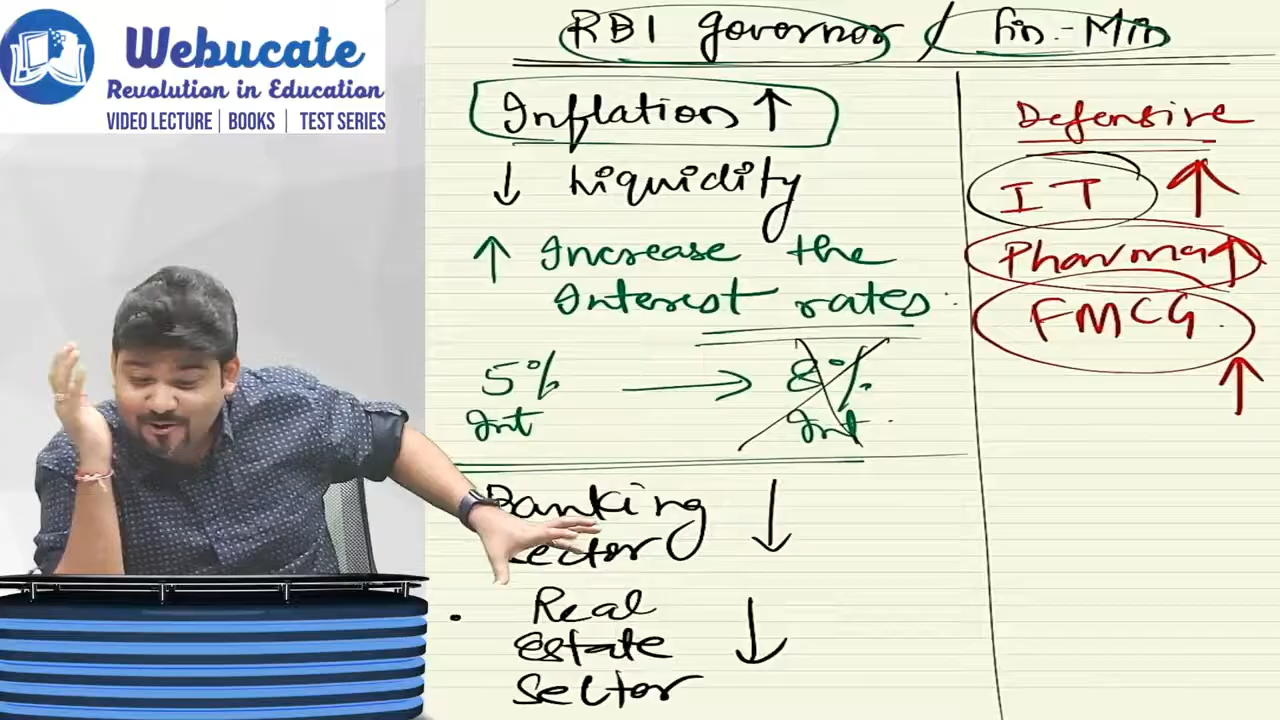 Webucate
Revolution in Education
VIDEO LECTURE | BOOKS | TEST SERIES
RBI governor / Fin.-Min
Inflation ↑
↓ Liquidity
↑ Increase the
Interest rates
5% → 8%
Int Int
Banking ↓
Sector
Real
Estate ↓
Sector
Defensive
IT ↑
Pharma ↑
FMCG
↑